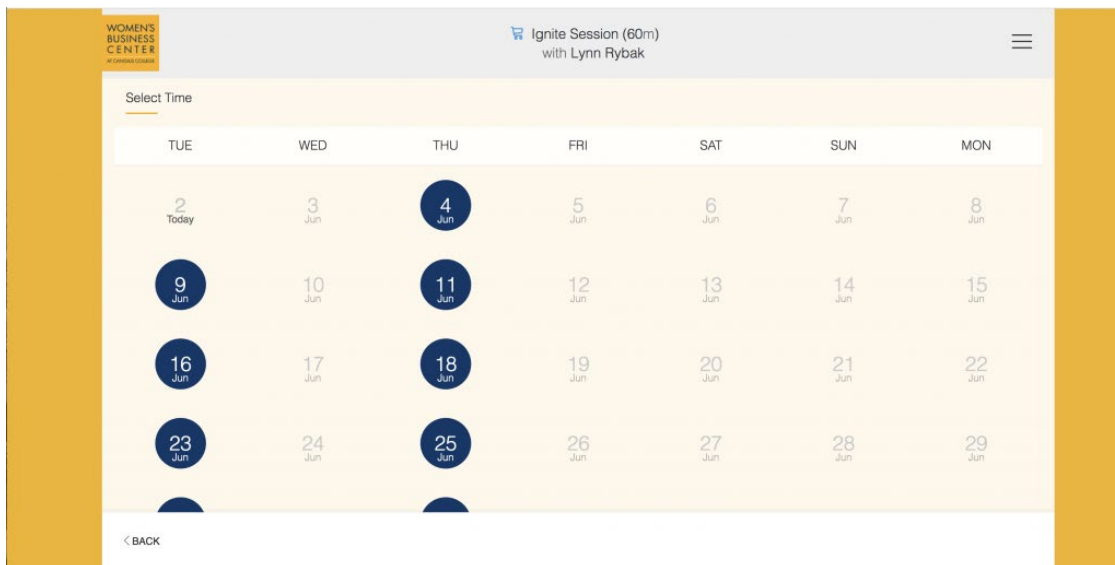 WOMEN'S
BUSINESS
CENTER
AT CANISIUS COLLEGE
Ignite Session (60m)
with Lynn Rybak
Select Time
TUE WED THU FRI SAT SUN MON
2 3 4 5 6 7 8
Today Jun Jun Jun Jun Jun Jun
9 10 11 12 13 14 15
Jun Jun Jun Jun Jun Jun Jun
16 17 18 19 20 21 22
Jun Jun Jun Jun Jun Jun Jun
23 24 25 26 27 28 29
Jun Jun Jun Jun Jun Jun Jun
BACK